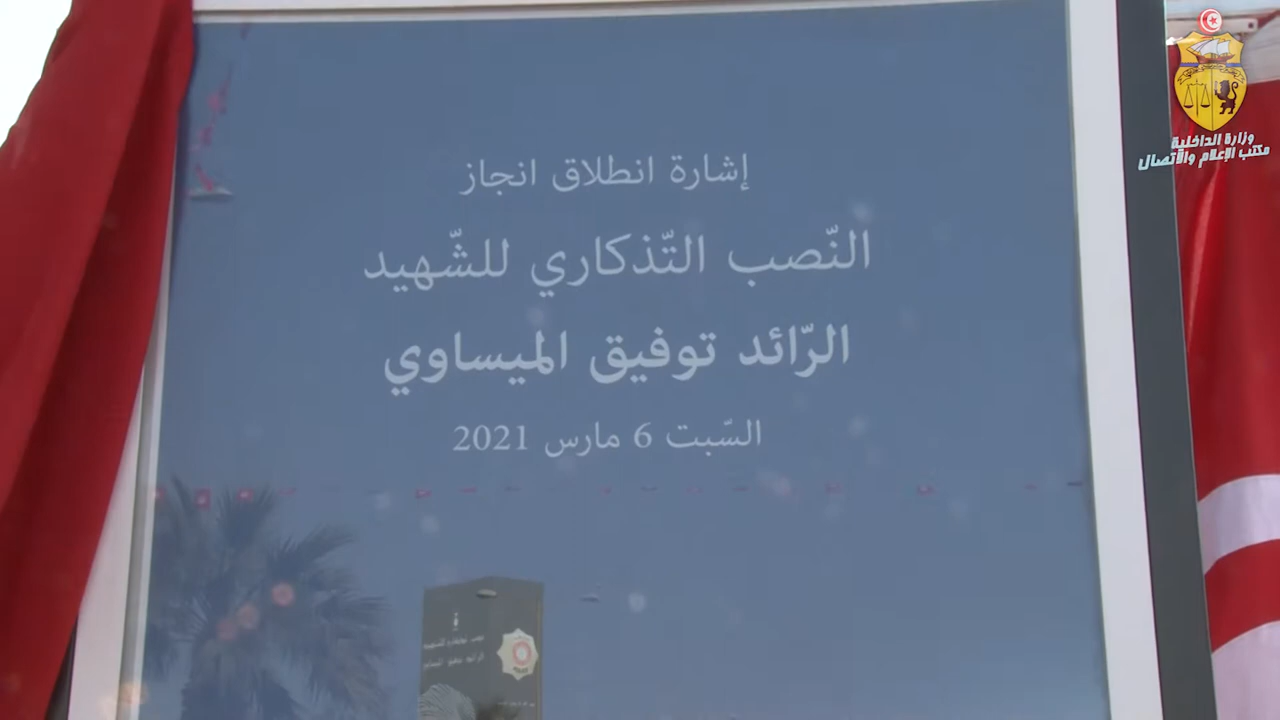 إشارة انطلاق انجاز
النّصب التّذكاري للشّهيد
الرّائد توفيق الميساوي
السّبت 6 مارس 2021
وزارة الداخلية
مكتب الإعلام والاتصال